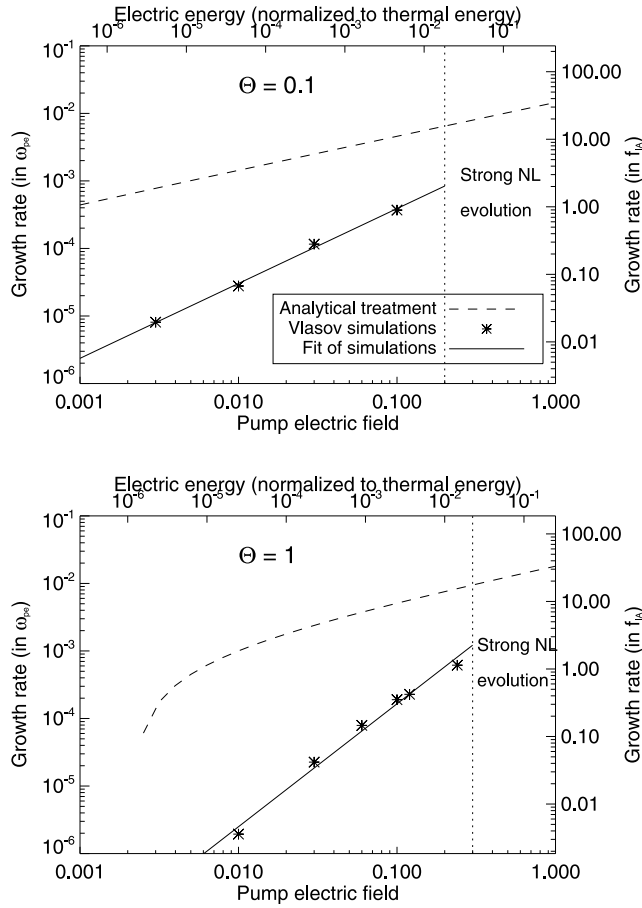 Electric energy (normalized to thermal energy)
10⁻⁶ 10⁻⁵ 10⁻⁴ 10⁻³ 10⁻² 10⁻¹
10⁻¹
10⁻²
10⁻³
10⁻⁴
10⁻⁵
10⁻⁶
Growth rate (in ωpe)
Θ = 0.1
Strong NL
evolution
Analytical treatment
Vlasov simulations
Fit of simulations
100.00
10.00
1.00
0.10
0.01
Growth rate (in fIA)
0.001 0.010 0.100 1.000
Pump electric field
Electric energy (normalized to thermal energy)
10⁻⁶ 10⁻⁵ 10⁻⁴ 10⁻³ 10⁻² 10⁻¹
10⁻¹
10⁻²
10⁻³
10⁻⁴
10⁻⁵
10⁻⁶
Growth rate (in ωpe)
Θ = 1
Strong NL
evolution
100.00
10.00
1.00
0.10
0.01
Growth rate (in fIA)
0.001 0.010 0.100 1.000
Pump electric field